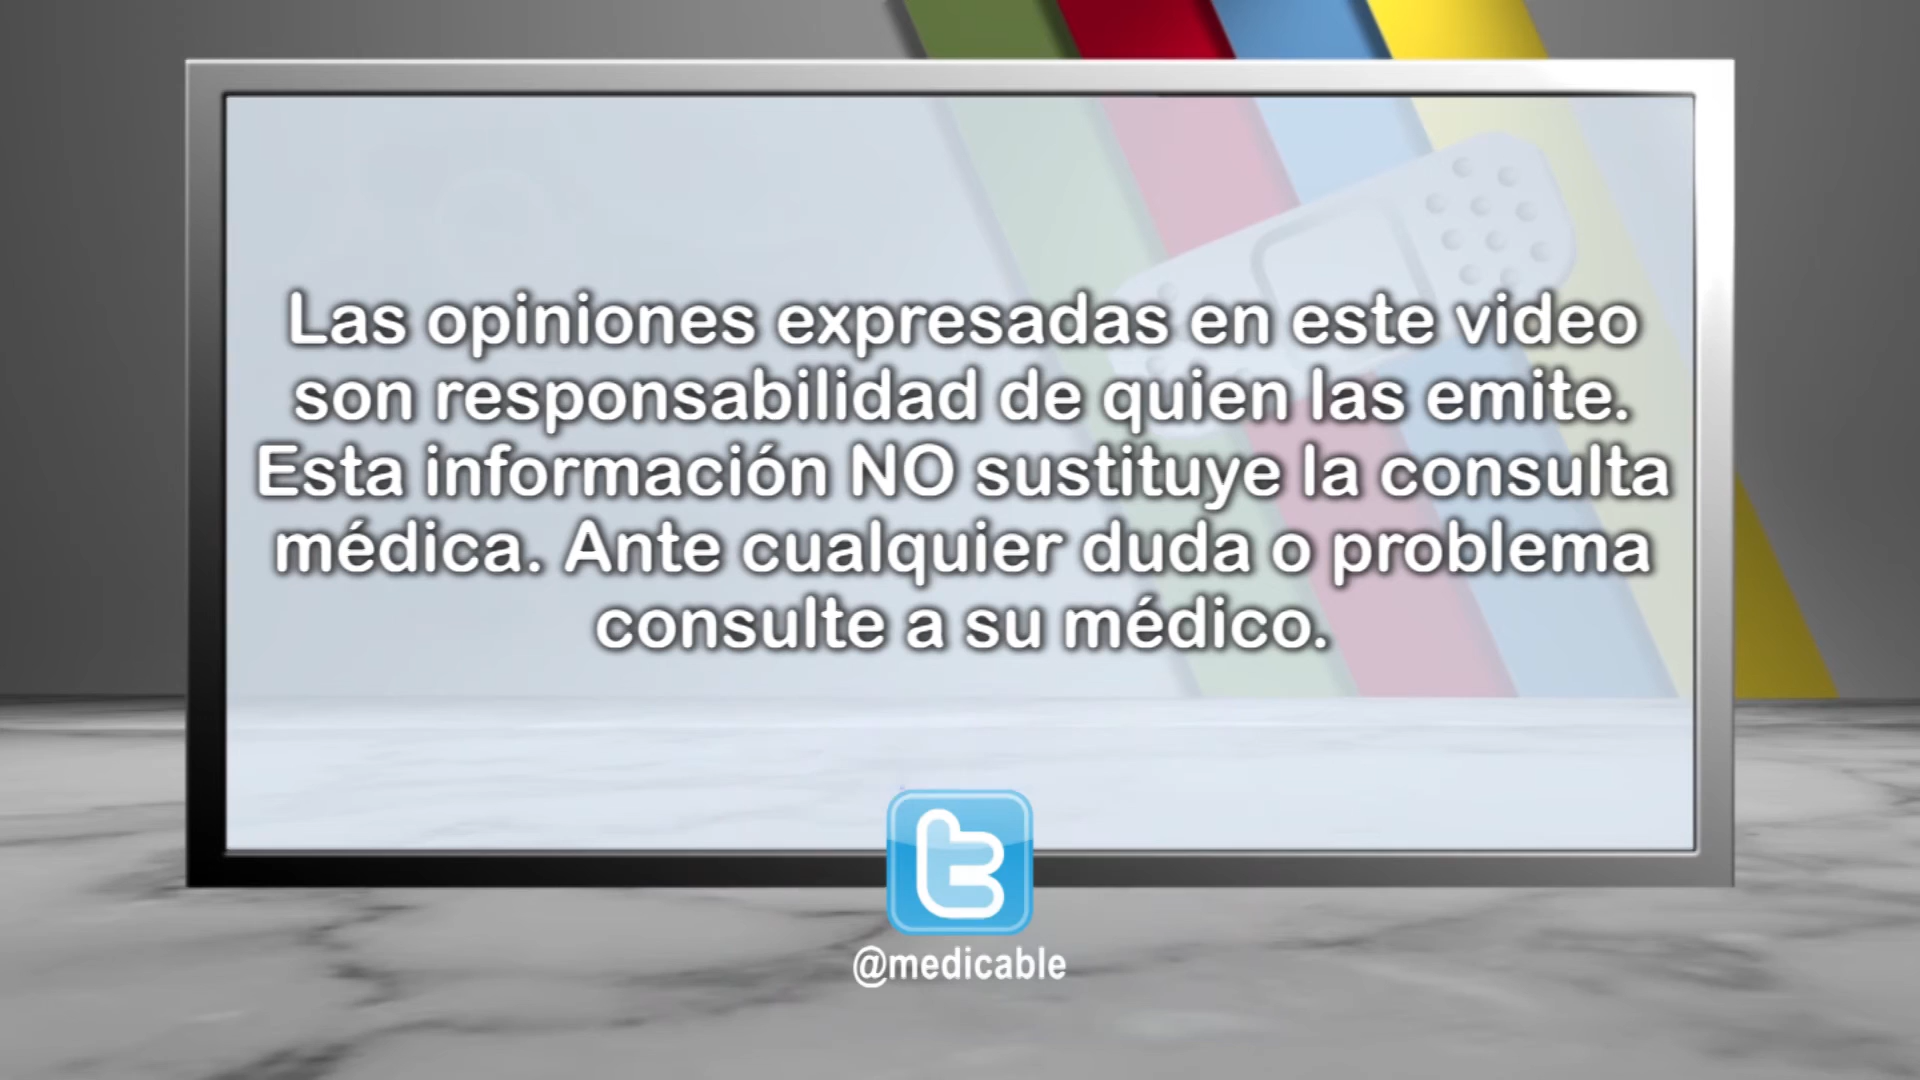 Las opiniones expresadas en este video
son responsabilidad de quien las emite.
Esta información NO sustituye la consulta
médica. Ante cualquier duda o problema
consulte a su médico.
@medicable